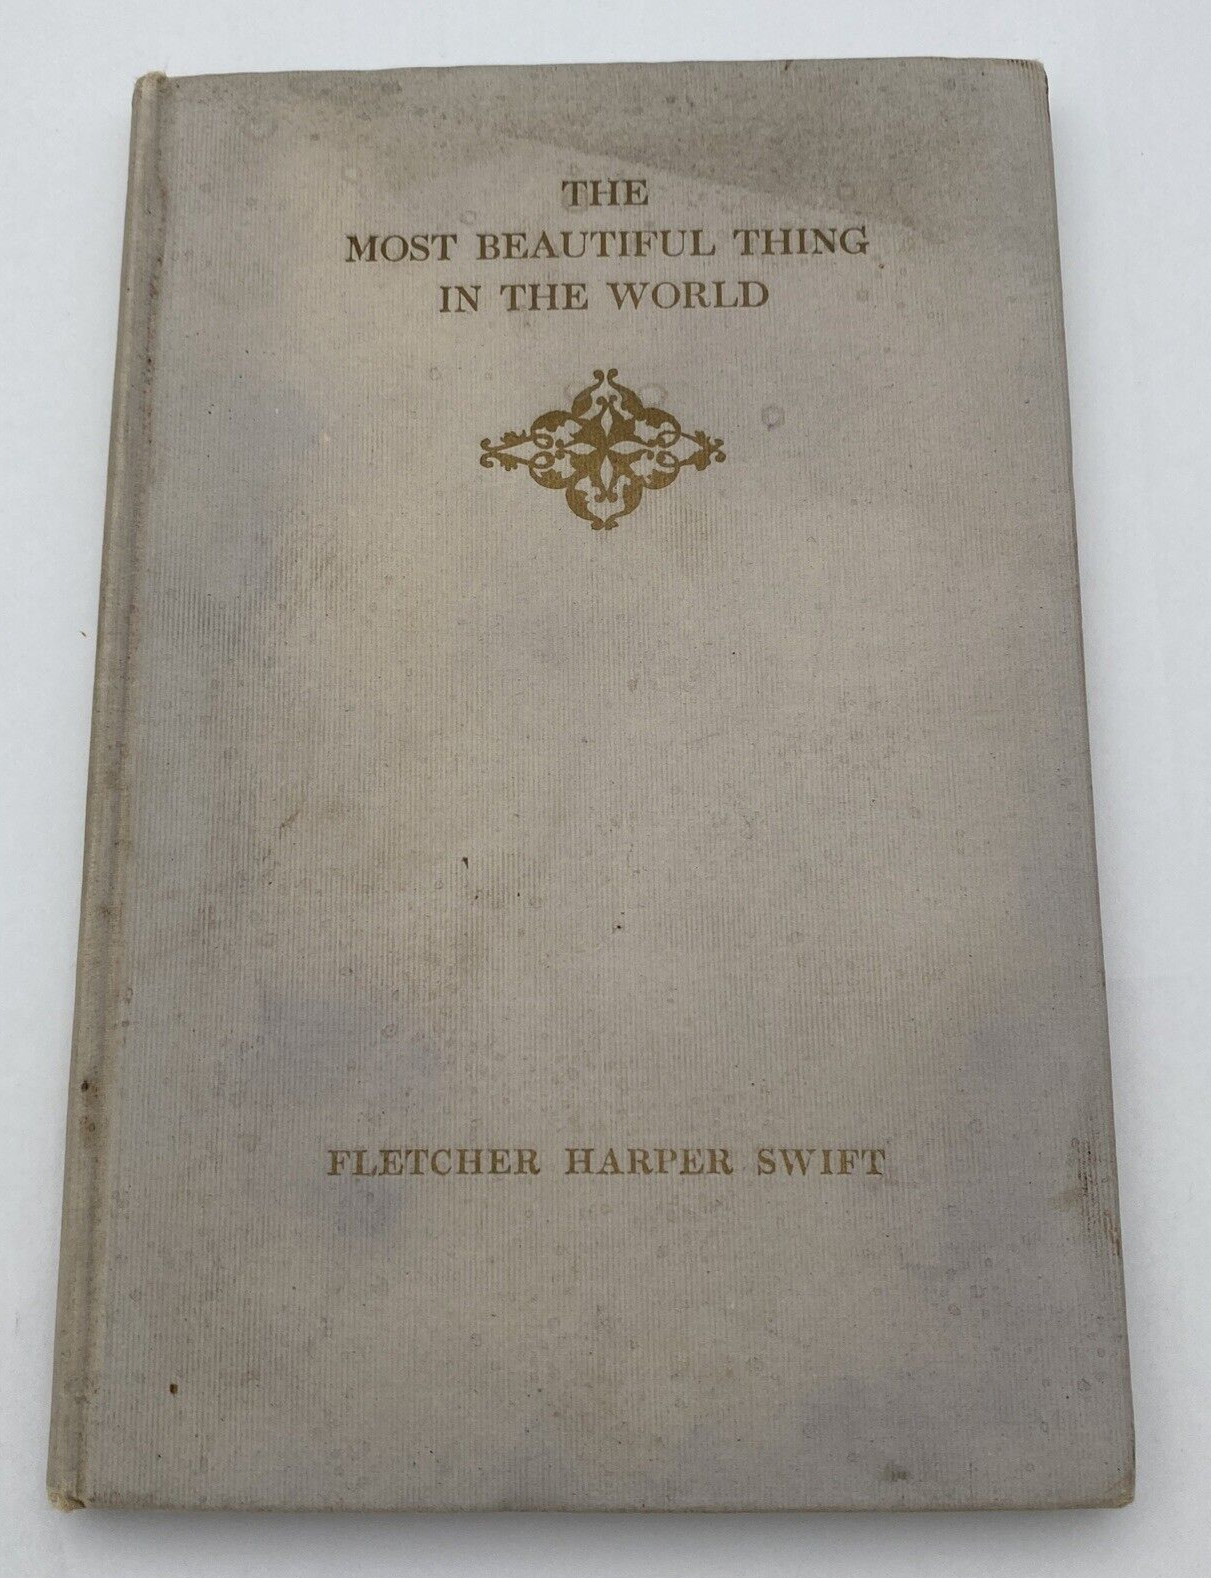 THE
MOST BEAUTIFUL THING
IN THE WORLD
FLETCHER HARPER SWIFT